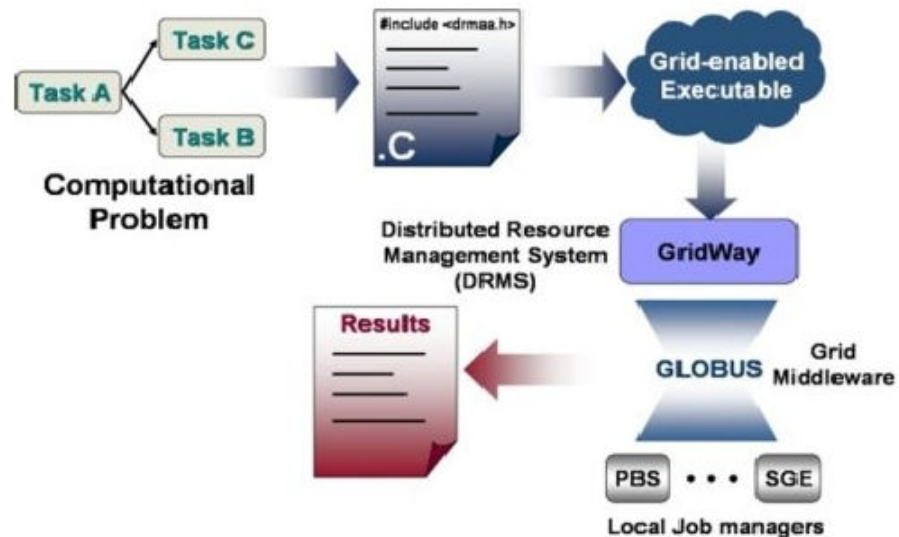 Task C
Task A
Task B
Computational
Problem
#include <drmaa.h>
.C
Grid-enabled
Executable
Distributed Resource
Management System
(DRMS)
GridWay
Results
GLOBUS
Grid
Middleware
PBS • • • SGE
Local Job managers